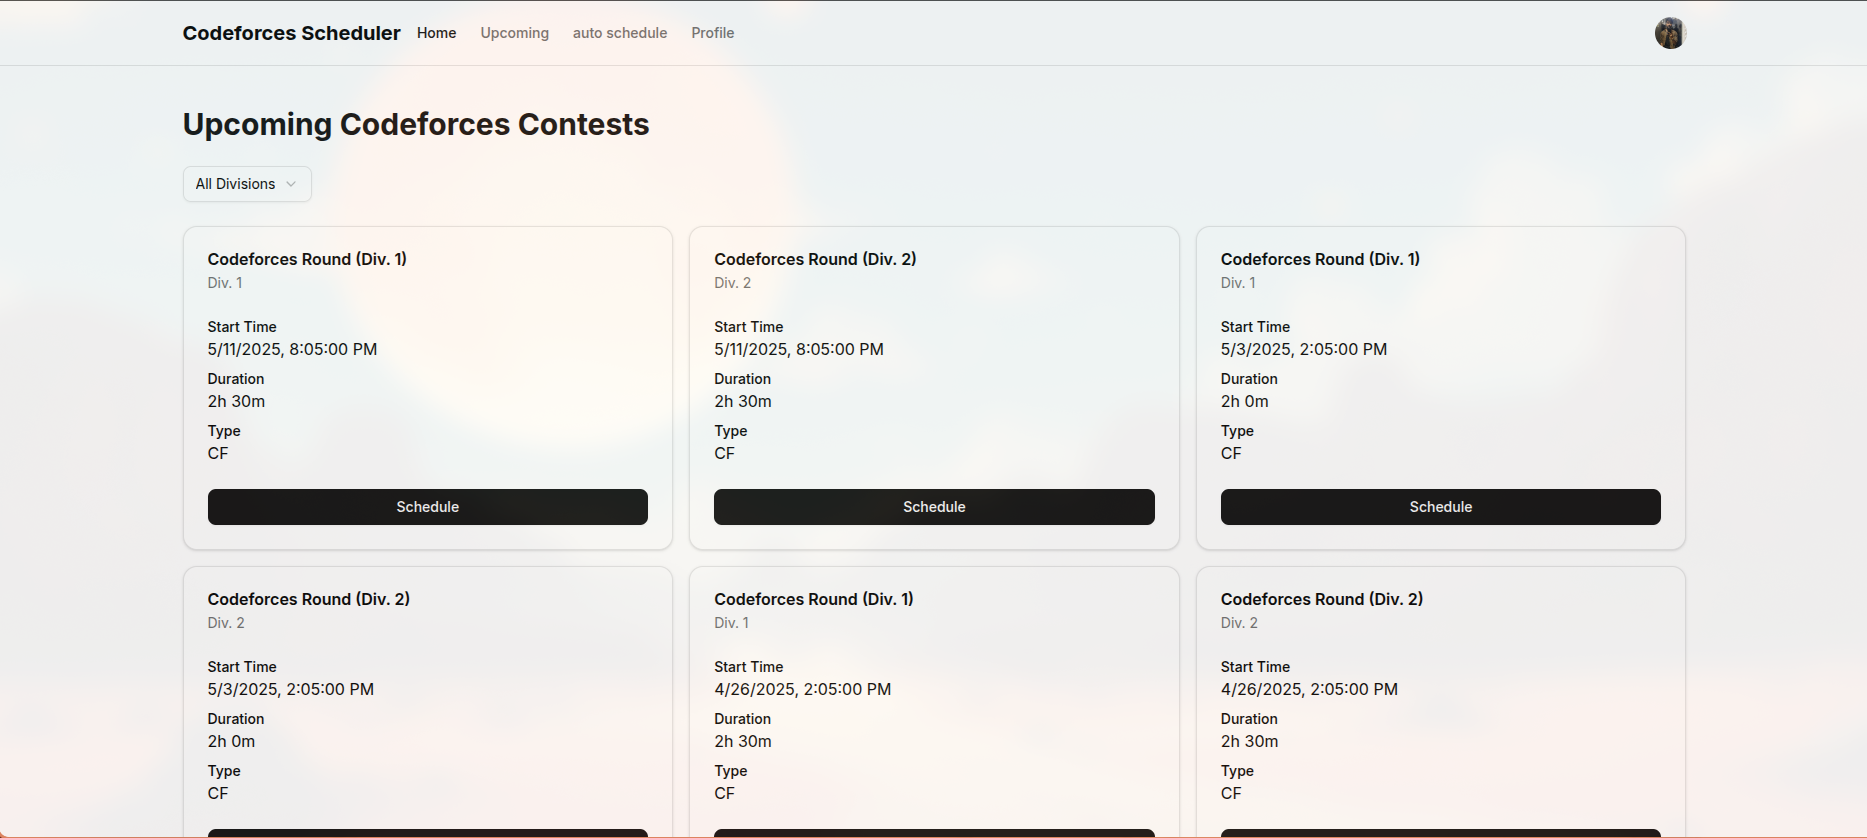 Codeforces Scheduler Home Upcoming auto schedule Profile
Upcoming Codeforces Contests
All Divisions
Codeforces Round (Div. 1)
Div. 1
Start Time
5/11/2025, 8:05:00 PM
Duration
2h 30m
Type
CF
Schedule
Codeforces Round (Div. 2)
Div. 2
Start Time
5/11/2025, 8:05:00 PM
Duration
2h 30m
Type
CF
Schedule
Codeforces Round (Div. 1)
Div. 1
Start Time
5/3/2025, 2:05:00 PM
Duration
2h 0m
Type
CF
Schedule
Codeforces Round (Div. 2)
Div. 2
Start Time
5/3/2025, 2:05:00 PM
Duration
2h 0m
Type
CF
Codeforces Round (Div. 1)
Div. 1
Start Time
4/26/2025, 2:05:00 PM
Duration
2h 30m
Type
CF
Codeforces Round (Div. 2)
Div. 2
Start Time
4/26/2025, 2:05:00 PM
Duration
2h 30m
Type
CF